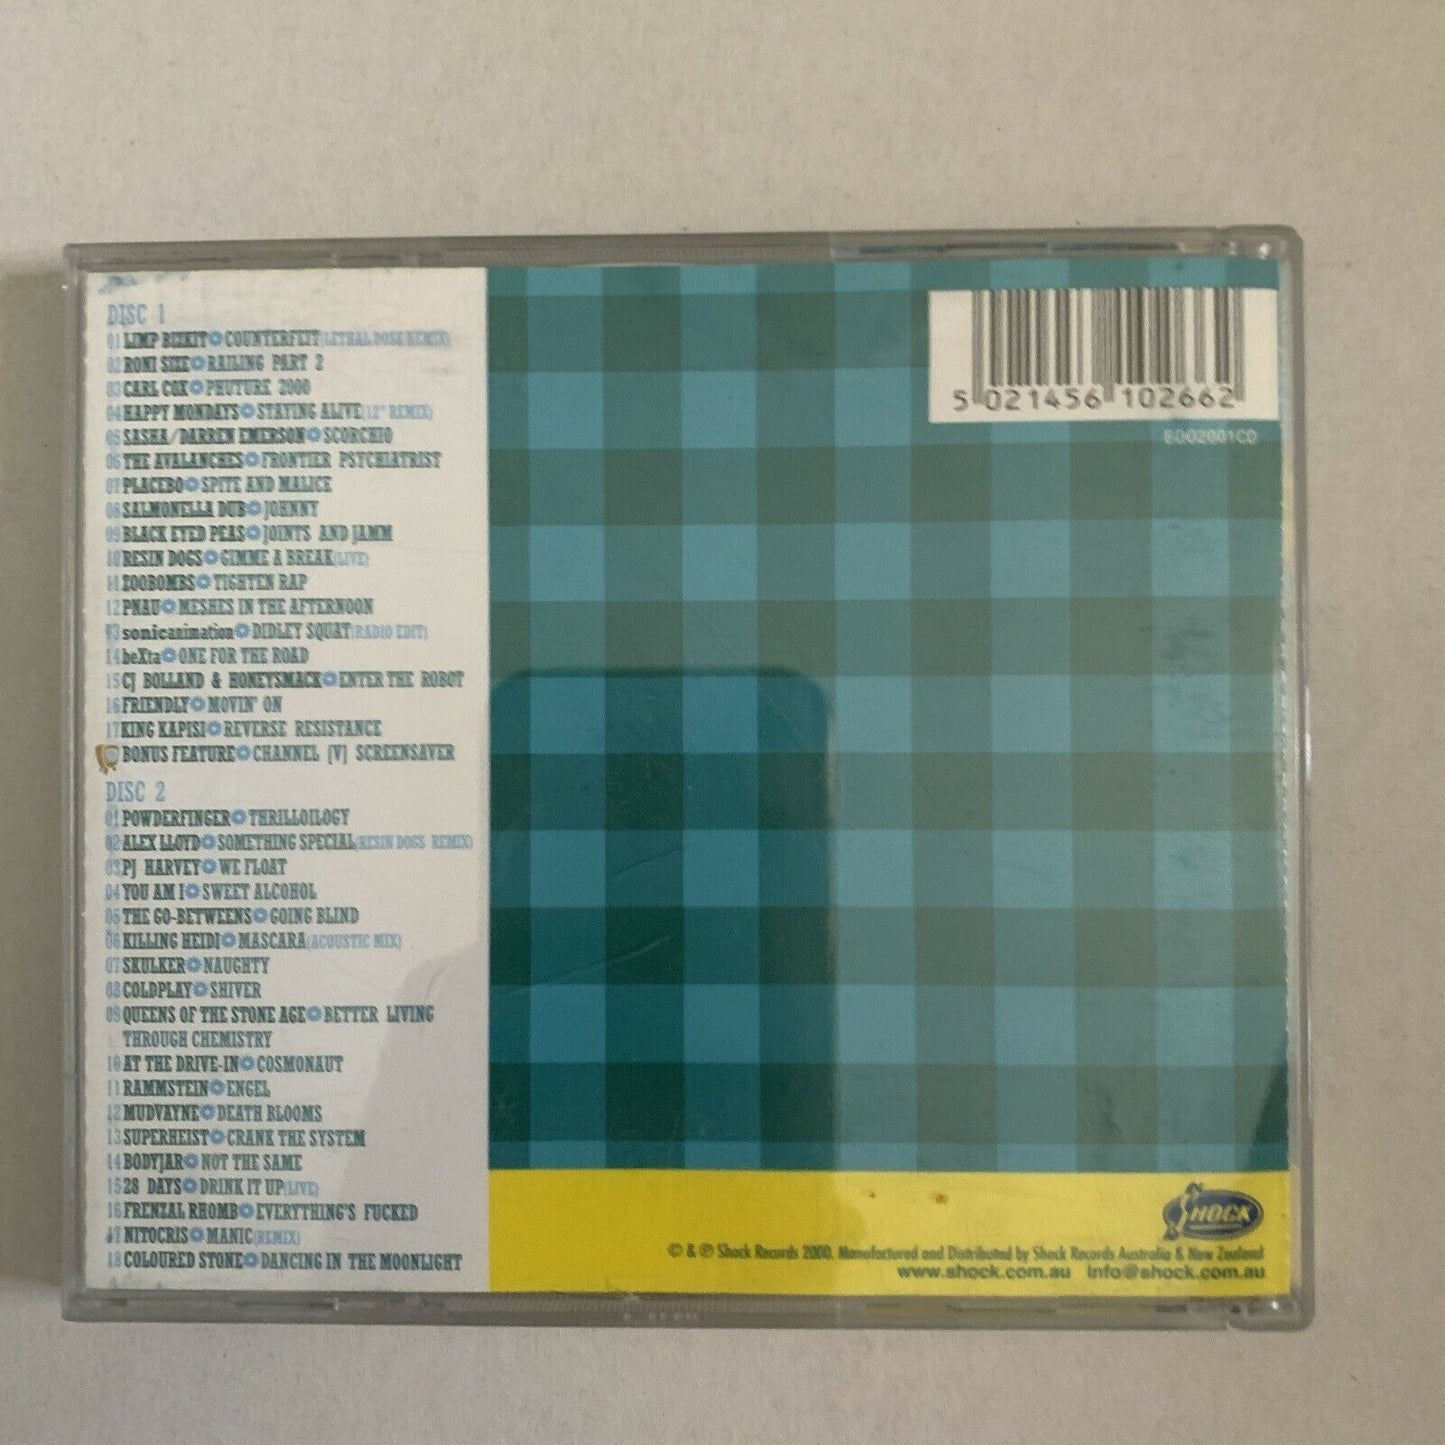 DISC 1
01 LIMP BIZKIT COUNTERFEIT (LETHAL DOSE REMIX)
02 RONI SIZE RAILING PART 2
03 CARL COX PHUTURE 2000
04 HAPPY MONDAYS STAYING ALIVE (12" REMIX)
05 SASHA/DARREN EMERSON SCORCHIO
06 THE AVALANCHES FRONTIER PSYCHIATRIST
07 PLACEBO SPITE AND MALICE
08 SALMONELLA DUB JOHNNY
09 BLACK EYED PEAS JOINTS AND JAMM
10 RESIN DOGS GIMME A BREAK (LIVE)
11 ZOOBOMBS TIGHTEN RAP
12 PNAU MESHES IN THE AFTERNOON
13 sonicanimation DIDLEY SQUAT (RADIO EDIT)
14 beXta ONE FOR THE ROAD
15 CJ BOLLAND & HONEYSMACK ENTER THE ROBOT
16 FRIENDLY MOVIN' ON
17 KING KAPISI REVERSE RESISTANCE
BONUS FEATURE CHANNEL [V] SCREENSAVER
DISC 2
01 POWDERFINGER THRILLOILOGY
02 ALEX LLOYD SOMETHING SPECIAL (RESIN DOGS REMIX)
03 PJ HARVEY WE FLOAT
04 YOU AM I SWEET ALCOHOL
05 THE GO-BETWEENS GOING BLIND
06 KILLING HEIDI MASCARA (ACOUSTIC MIX)
07 SKULKER NAUGHTY
08 COLDPLAY SHIVER
09 QUEENS OF THE STONE AGE BETTER LIVING
THROUGH CHEMISTRY
10 AT THE DRIVE-IN COSMONAUT
11 RAMMSTEIN ENGEL
12 MUDVAYNE DEATH BLOOMS
13 SUPERHEIST CRANK THE SYSTEM
14 BODYJAR NOT THE SAME
15 28 DAYS DRINK IT UP (LIVE)
16 FRENZAL RHOMB EVERYTHING'S FUCKED
17 NITOCRIS MANIC (REMIX)
18 COLOURED STONE DANCING IN THE MOONLIGHT
5 021456 102662
BDO2001CD
SHOCK
© & ℗ Shock Records 2000. Manufactured and Distributed by Shock Records Australia & New Zealand
www.shock.com.au info@shock.com.au